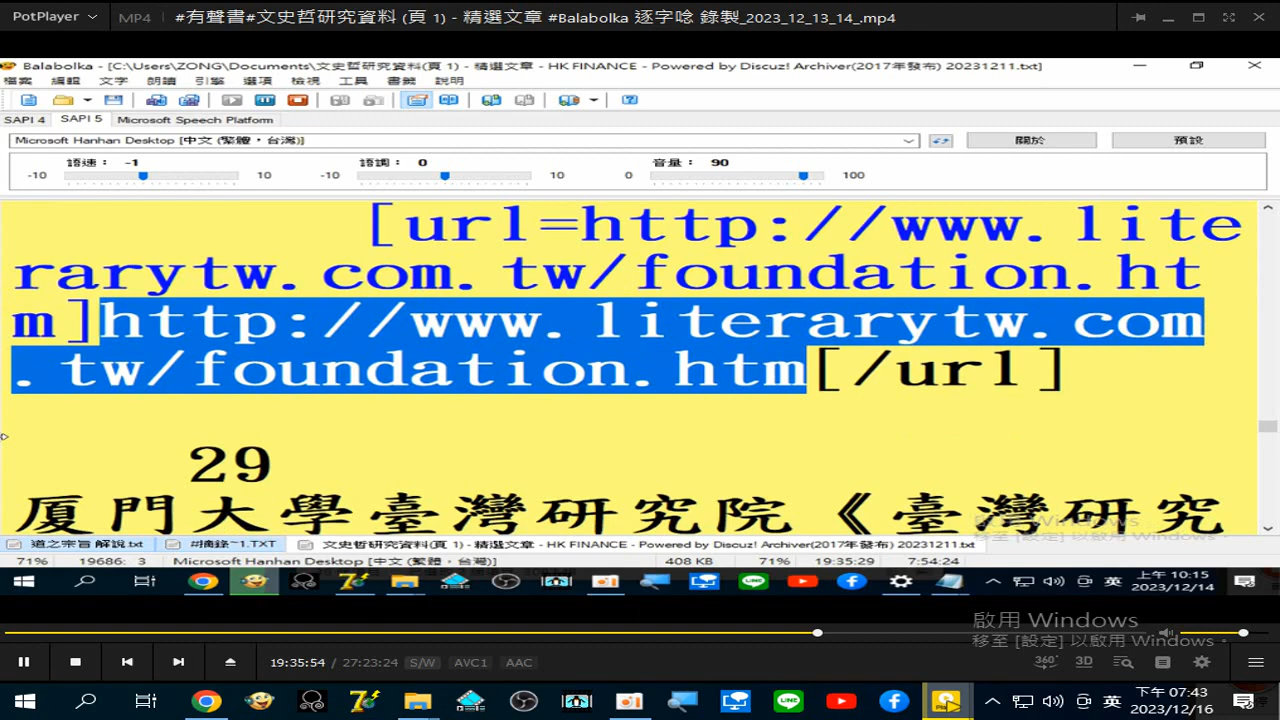 PotPlayer MP4 #有聲書#文史哲研究資料 (頁 1) - 精選文章 #Balabolka 逐字唸 錄製_2023_12_13_14_.mp4
Balabolka - [C:\Users\ZONG\Documents\文史哲研究資料(頁 1) - 精選文章 - HK FINANCE - Powered by Discuz! Archiver(2017年發布) 20231211.txt]
檔案 編輯 文字 朗讀 引擎 選項 檢視 工具 書籤 說明
SAPI 4 SAPI 5 Microsoft Speech Platform
Microsoft Hanhan Desktop [中文 (繁體，台灣)] 關於 預設
語速： -1 語調： 0 音量： 90
-10 10 -10 10 0 100
[url=http://www.lite
rarytw.com.tw/foundation.ht
m]http://www.literarytw.com
.tw/foundation.htm[/url]
29
厦門大學臺灣研究院《臺灣研究
啟用 Windows
移至 [設定] 以啟用 Windows。
道之宗旨 解說.txt #摘錄~1.TXT 文史哲研究資料(頁 1) - 精選文章 - HK FINANCE - Powered by Discuz! Archiver(2017年發布) 20231211.txt
71% 19686: 3 Microsoft Hanhan Desktop [中文 (繁體，台灣)] 408 KB 71% 19:35:29 7:54:24
英 上午 10:15
2023/12/14
啟用 Windows
移至 [設定] 以啟用 Windows。
19:35:54 / 27:23:24 S/W AVC1 AAC 360° 3D
英 下午 07:43
2023/12/16